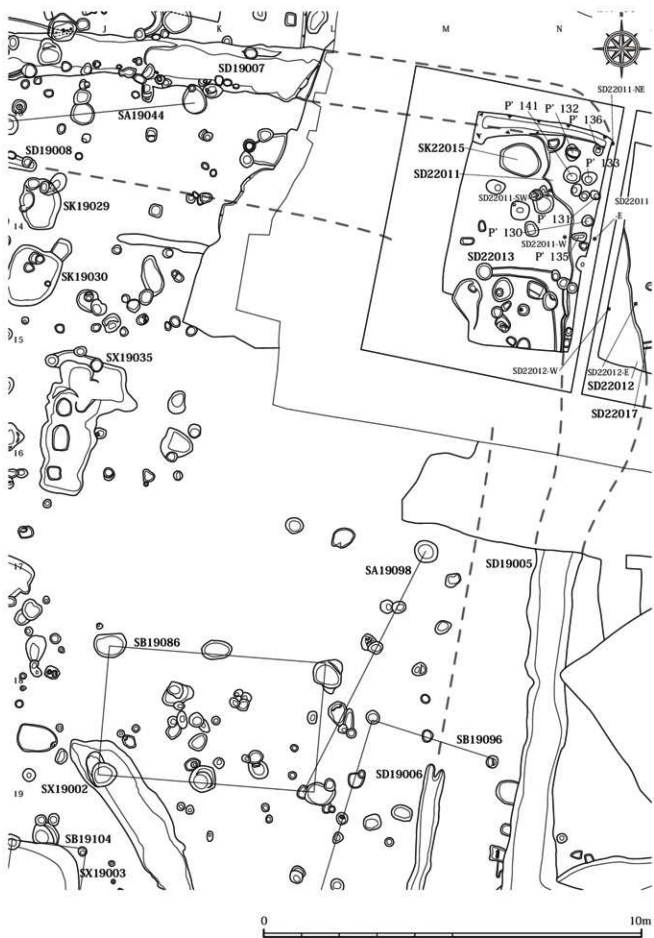 J
K
L
M
N
SD19007
SD22011-NE
P' 141
P' 132
P' 136
SA19044
SK22015
P' 133
SD19008
SD22011
SD22011-SW
SD22011
-E
SK19029
P' 131
14
P' 130
SD22011-W
SD22013
P' 135
SK19030
15
SX19035
SD22012-W
SD22012-E
SD22012
SD22017
16
SA19098
SD19005
17
SB19086
18
SB19096
SD19006
SX19002
19
SB19104
SX19003
0
10m